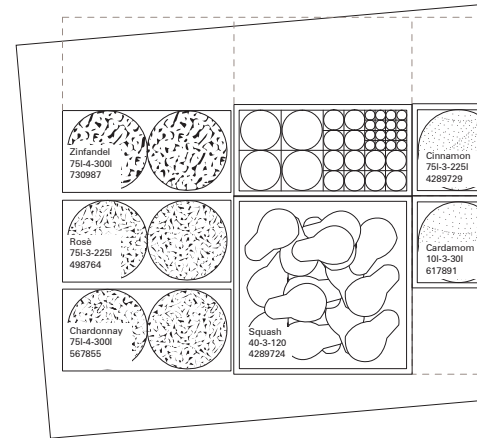 Zinfandel
75l-4-300l
730987
Rosè
75l-3-225l
498764
Chardonnay
75l-4-300l
567855
Squash
40-3-120
4289724
Cinnamon
75l-3-225l
4289729
Cardamom
10l-3-30l
617891